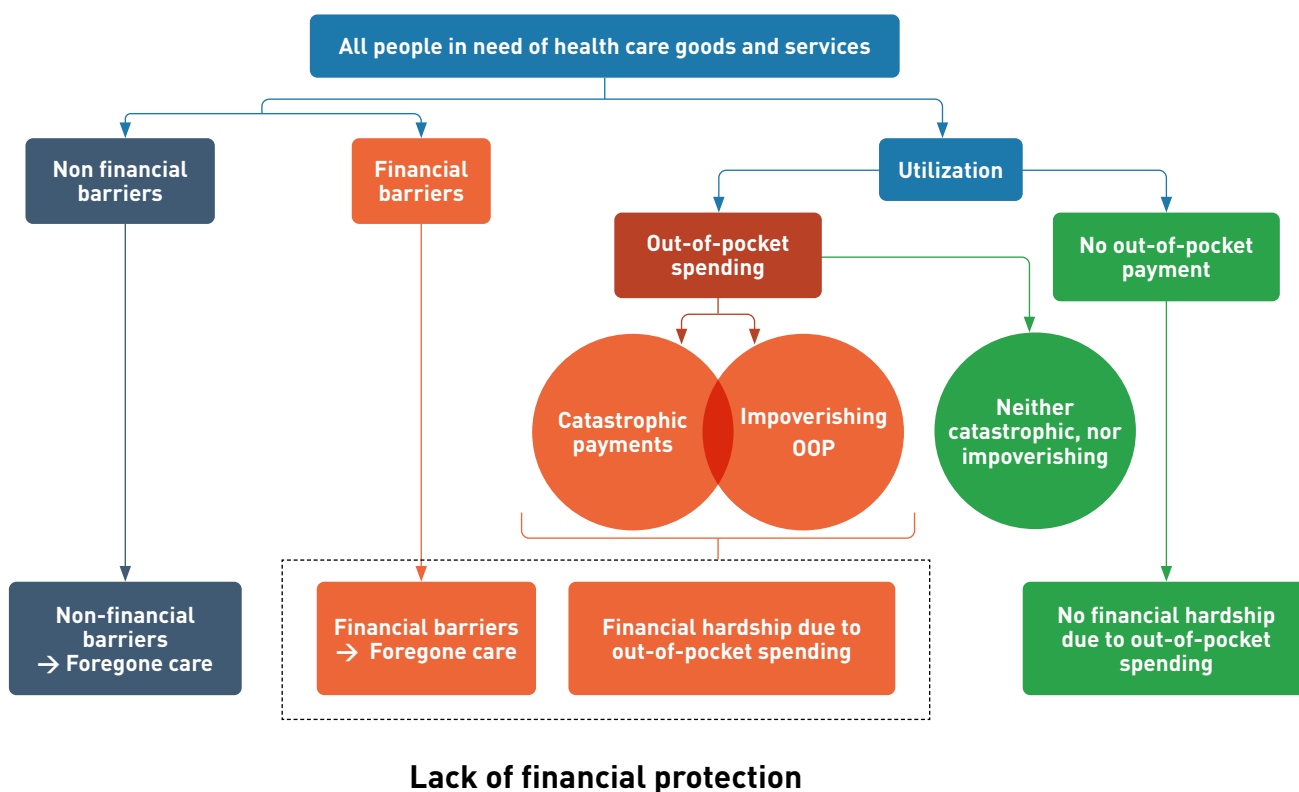 All people in need of health care goods and services
Non financial
barriers
Financial
barriers
Utilization
Out-of-pocket
spending
No out-of-pocket
payment
Catastrophic
payments
Impoverishing
OOP
Neither
catastrophic, nor
impoverishing
Non-financial
barriers
→ Foregone care
Financial barriers
→ Foregone care
Financial hardship due to
out-of-pocket spending
No financial hardship
due to out-of-pocket
spending
Lack of financial protection